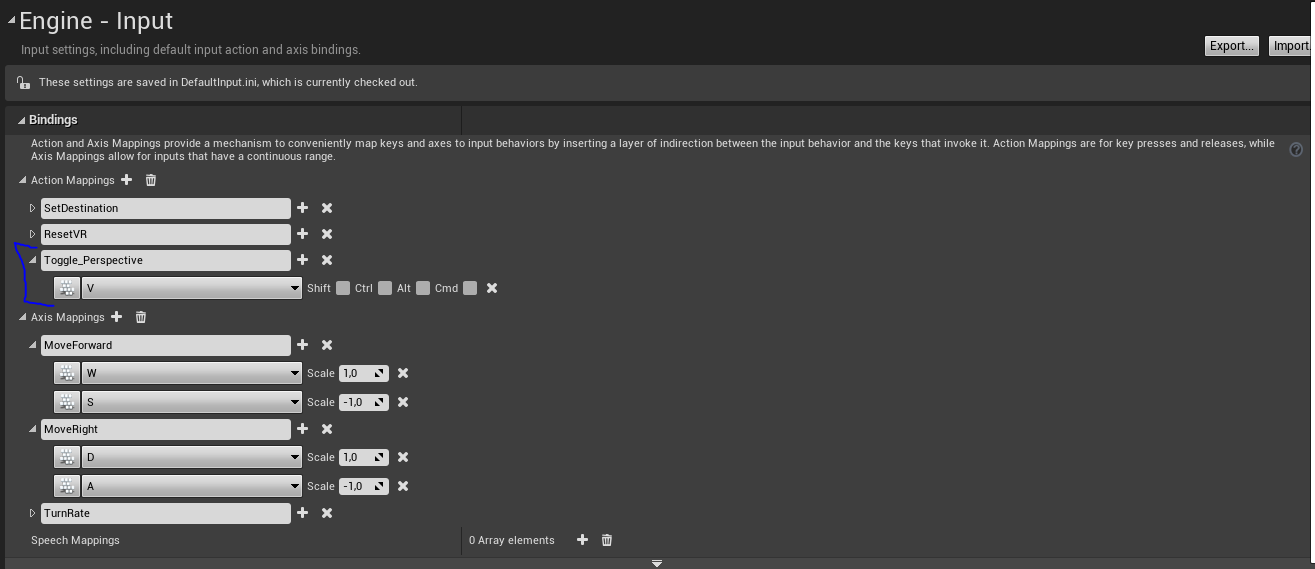 Engine - Input
Input settings, including default input action and axis bindings.
Export...
Import
These settings are saved in DefaultInput.ini, which is currently checked out.
Bindings
Action and Axis Mappings provide a mechanism to conveniently map keys and axes to input behaviors by inserting a layer of indirection between the input behavior and the keys that invoke it. Action Mappings are for key presses and releases, while
Axis Mappings allow for inputs that have a continuous range.
Action Mappings
SetDestination
ResetVR
Toggle_Perspective
V Shift Ctrl Alt Cmd
Axis Mappings
MoveForward
W Scale 1,0
S Scale -1,0
MoveRight
D Scale 1,0
A Scale -1,0
TurnRate
Speech Mappings 0 Array elements